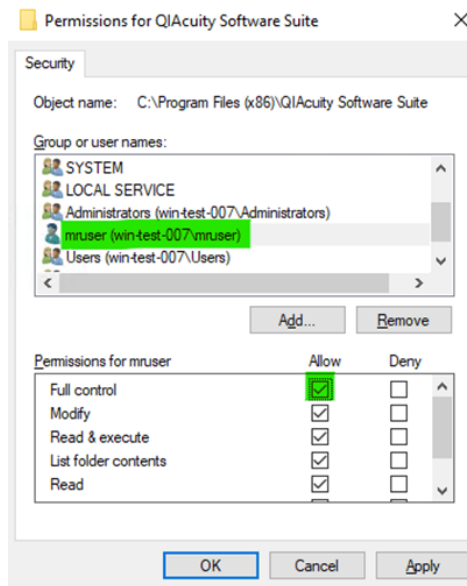 Permissions for QIAcuity Software Suite
Security
Object name: C:\Program Files (x86)\QIAcuity Software Suite
Group or user names:
SYSTEM
LOCAL SERVICE
Administrators (win-test-007\Administrators)
mruser (win-test-007\mruser)
Users (win-test-007\Users)
Add... Remove
Permissions for mruser Allow Deny
Full control
Modify
Read & execute
List folder contents
Read
OK Cancel Apply